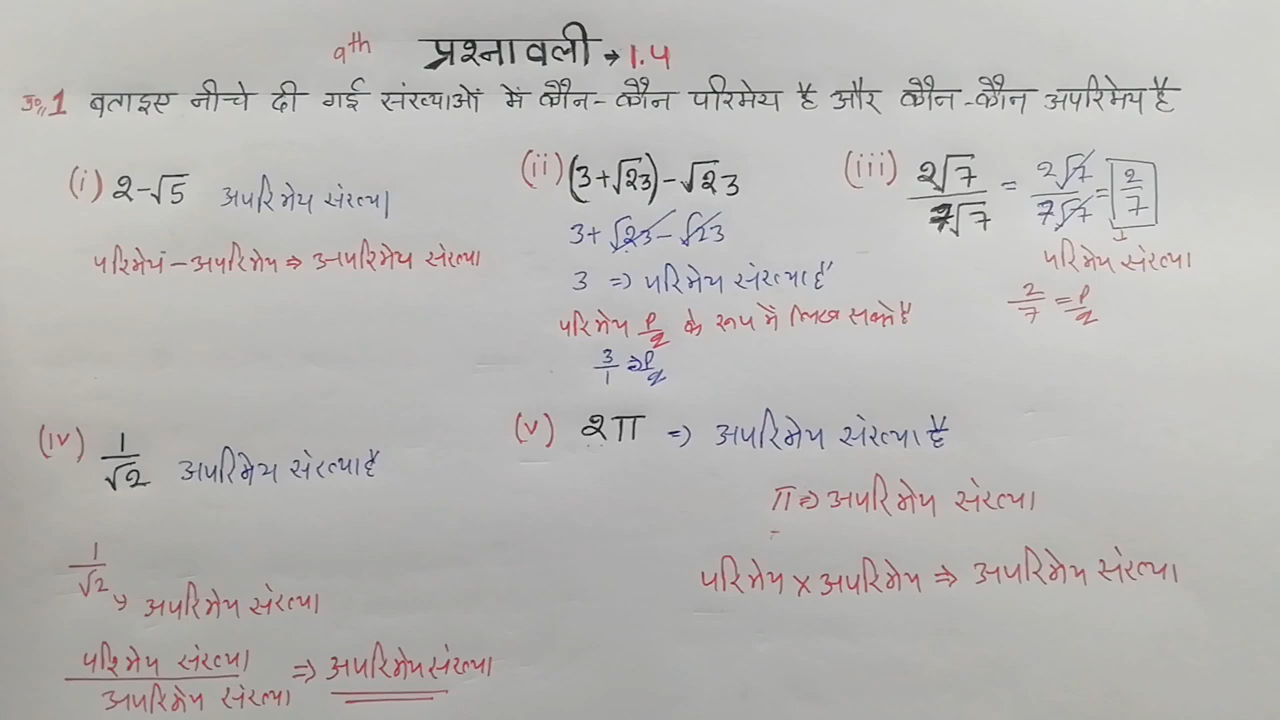 9th प्रश्नावली → 1.4
प्र०,, 1 बताइए नीचे दी गई संख्याओं में कौन-कौन परिमेय है और कौन-कौन अपरिमेय है
(i) 2-√5 अपरिमेय संख्या
परिमेय - अपरिमेय ⇒ अपरिमेय संख्या
(ii) (3+√23)-√23
3+√23-√23
3 => परिमेय संख्या है
परिमेय p/q के रूप में लिख सकते है
3/1 ⇒ p/q
(iii) 2√7/7√7 = 2√7/7√7 = 2/7
परिमेय संख्या
2/7 = p/q
(iv) 1/√2 अपरिमेय संख्या है
1/√2 → अपरिमेय संख्या
परिमेय संख्या/अपरिमेय संख्या => अपरिमेय संख्या
(v) 2π => अपरिमेय संख्या है
π => अपरिमेय संख्या
परिमेय x अपरिमेय ⇒ अपरिमेय संख्या